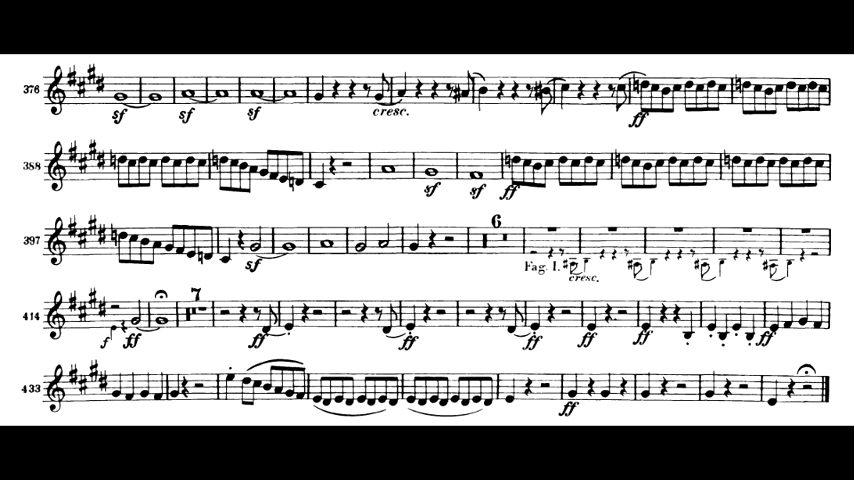 376 sf sf sf cresc. ff
358 sf sf ff
397 sf 6 Fag. I. cresc.
414 f ff 7 ff ff ff ff ff ff
433 ff